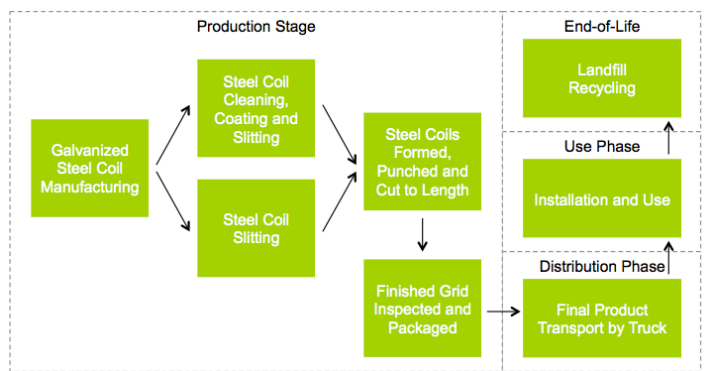 Production Stage
Galvanized
Steel Coil
Manufacturing
Steel Coil
Cleaning,
Coating and
Slitting
Steel Coil
Slitting
Steel Coils
Formed,
Punched and
Cut to Length
Finished Grid
Inspected and
Packaged
End-of-Life
Landfill
Recycling
Use Phase
Installation and Use
Distribution Phase
Final Product
Transport by Truck